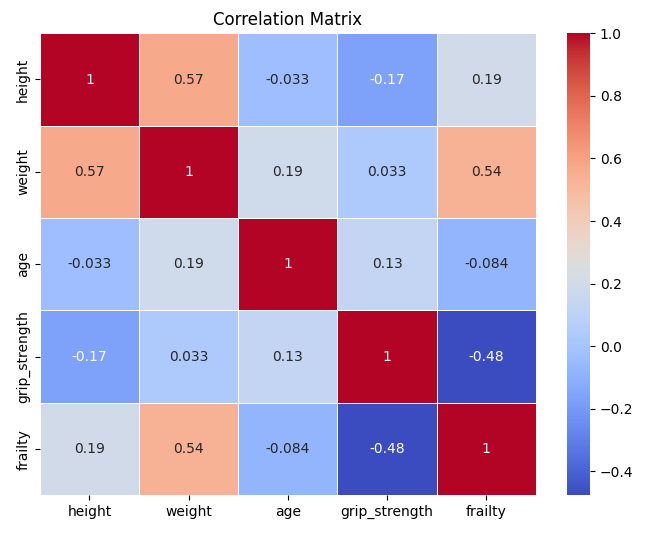 Correlation Matrix
height 1 0.57 -0.033 -0.17 0.19
weight 0.57 1 0.19 0.033 0.54
age -0.033 0.19 1 0.13 -0.084
grip_strength -0.17 0.033 0.13 1 -0.48
frailty 0.19 0.54 -0.084 -0.48 1
height weight age grip_strength frailty
1.0
0.8
0.6
0.4
0.2
0.0
−0.2
−0.4